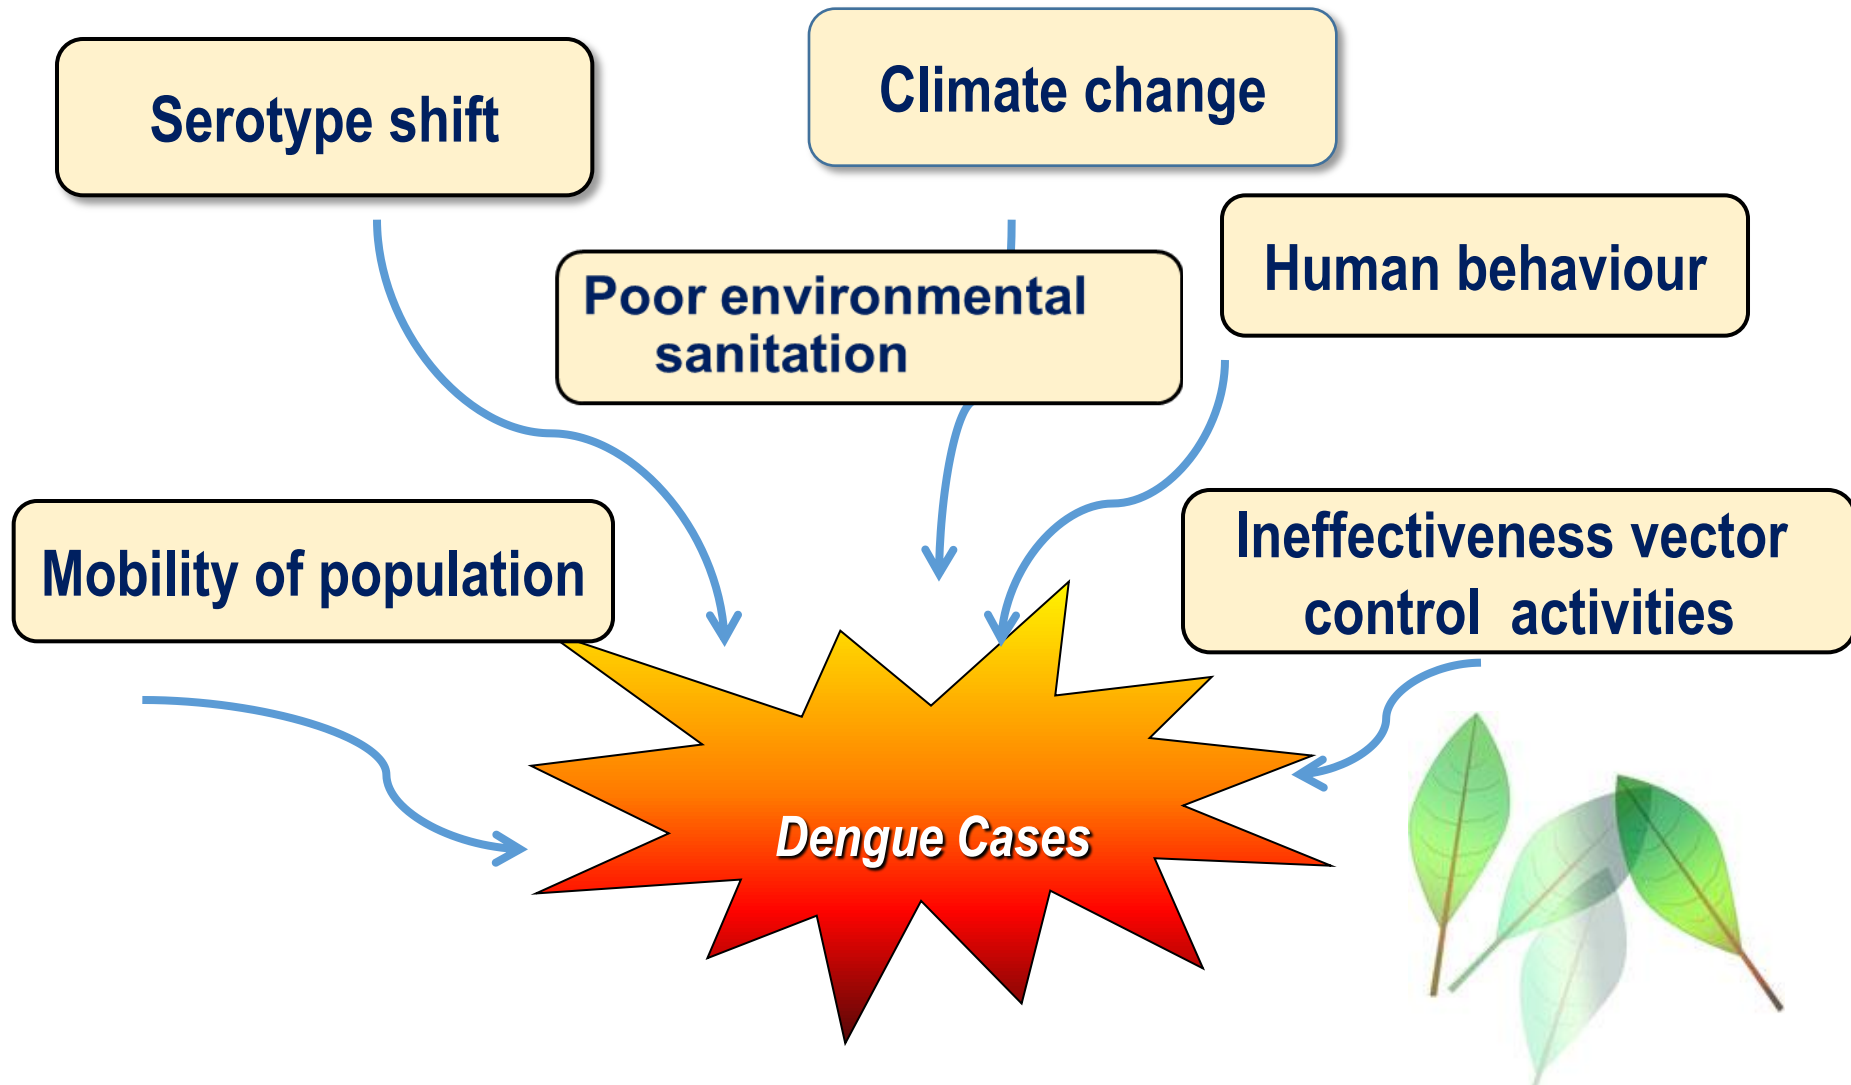 Serotype shift
Climate change
Human behaviour
Poor environmental
sanitation
Mobility of population
Ineffectiveness vector
control activities
Dengue Cases